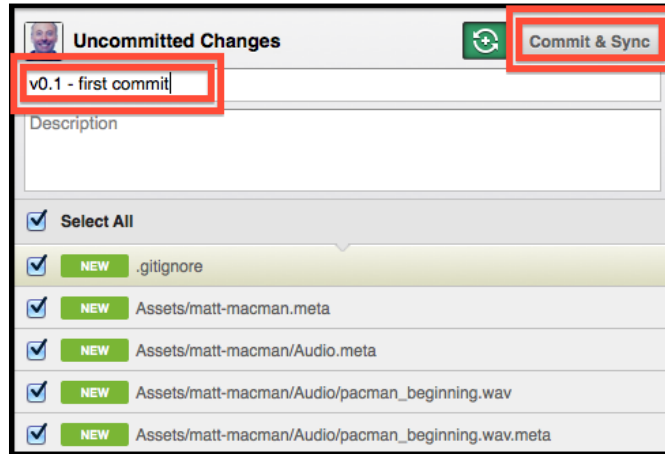 Uncommitted Changes
Commit & Sync
v0.1 - first commit
Description
Select All
NEW .gitignore
NEW Assets/matt-macman.meta
NEW Assets/matt-macman/Audio.meta
NEW Assets/matt-macman/Audio/pacman_beginning.wav
NEW Assets/matt-macman/Audio/pacman_beginning.wav.meta